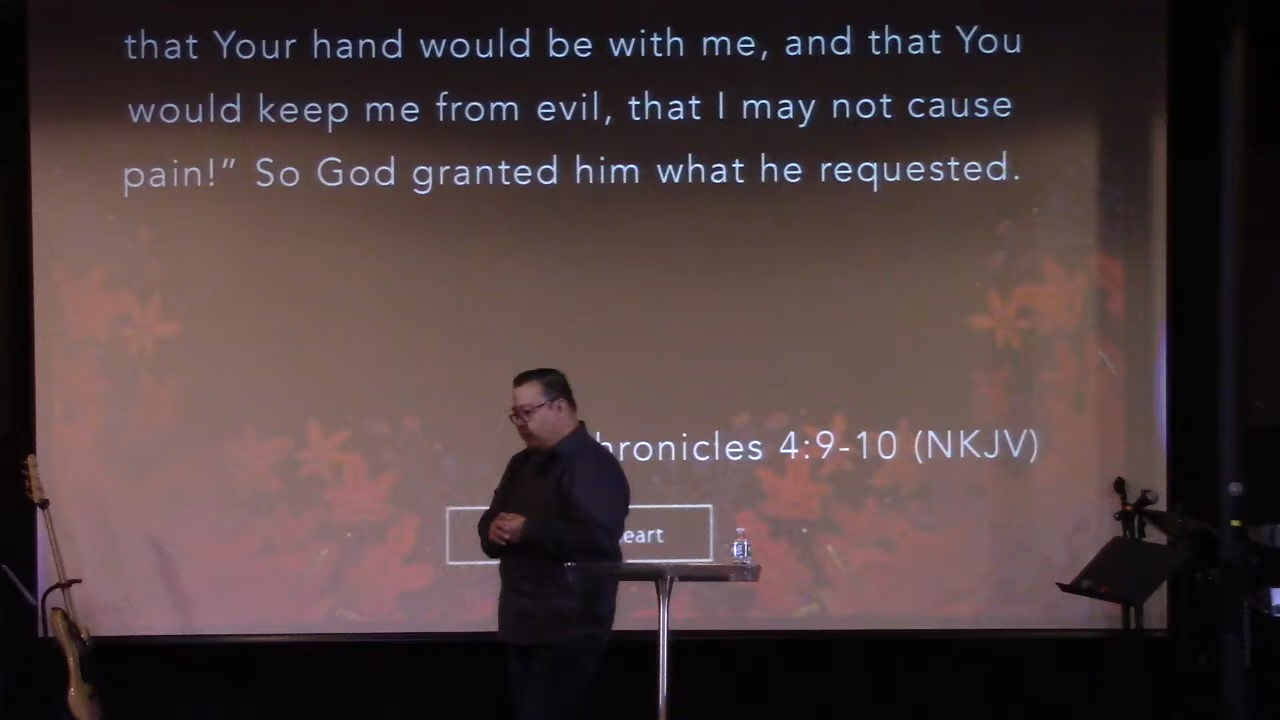 that Your hand would be with me, and that You
would keep me from evil, that I may not cause
pain!” So God granted him what he requested.
hronicles 4:9-10 (NKJV)
eart